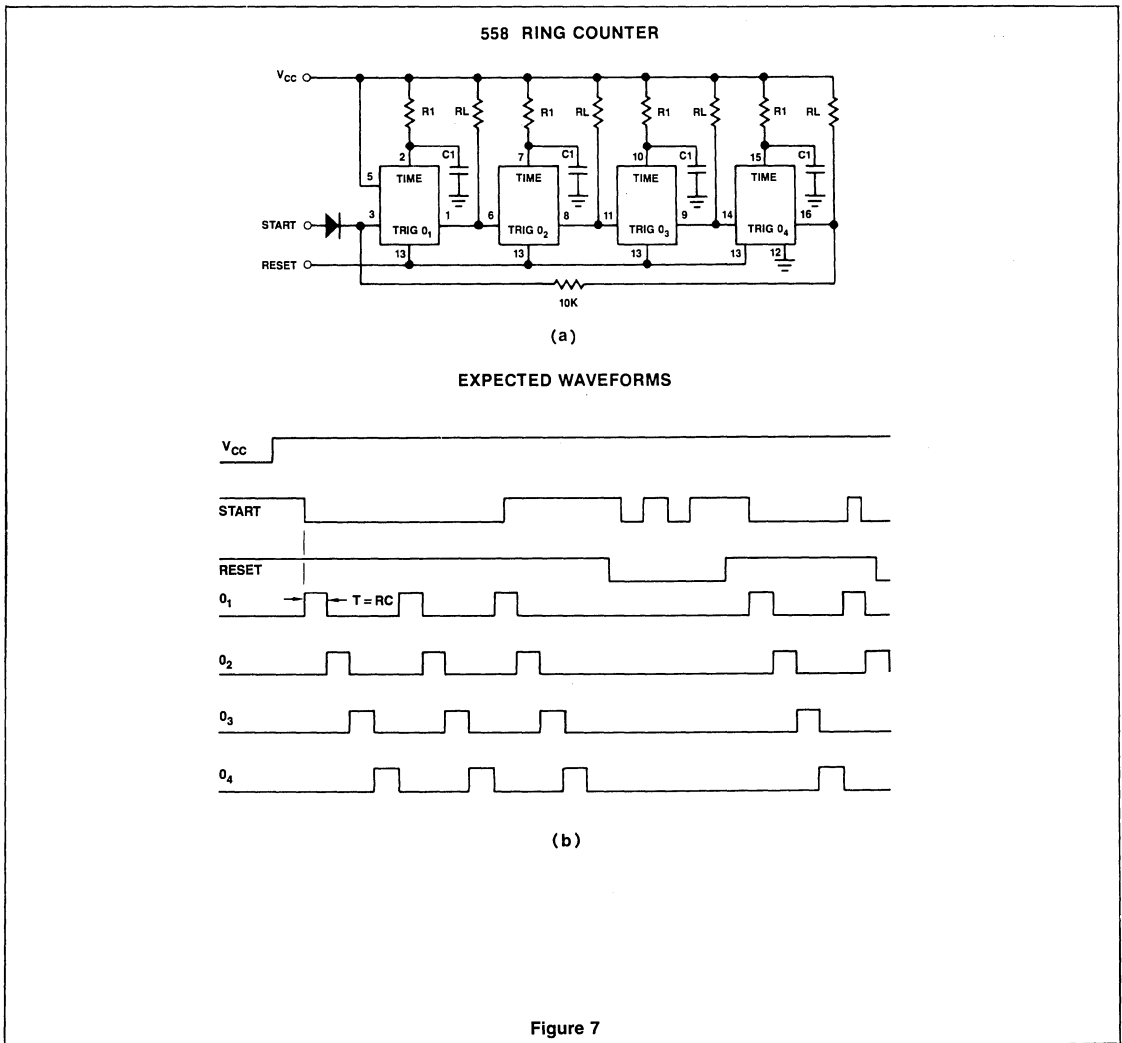 558 RING COUNTER
VCC
R1 RL R1 RL R1 RL R1 RL
2 C1 7 C1 10 C1 15 C1
5 TIME TIME TIME TIME
START 3 1 6 8 11 9 14 16
TRIG 01 TRIG 02 TRIG 03 TRIG 04
RESET 13 13 13 13 12
10K
(a)
EXPECTED WAVEFORMS
VCC
START
RESET
01 T = RC
02
03
04
(b)
Figure 7